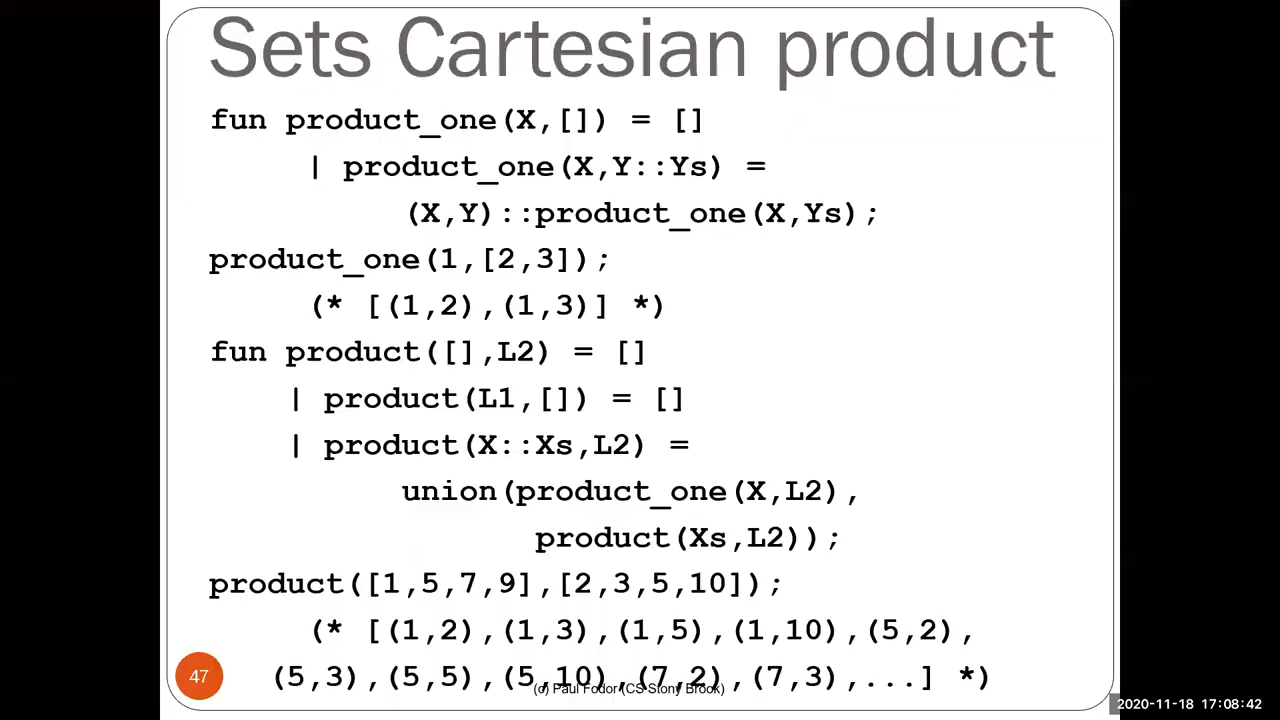 Sets Cartesian product
fun product_one(X,[]) = []
| product_one(X,Y::Ys) =
(X,Y)::product_one(X,Ys);
product_one(1,[2,3]);
(* [(1,2),(1,3)] *)
fun product([],L2) = []
| product(L1,[]) = []
| product(X::Xs,L2) =
union(product_one(X,L2),
product(Xs,L2));
product([1,5,7,9],[2,3,5,10]);
(* [(1,2),(1,3),(1,5),(1,10),(5,2),
(5,3),(5,5),(5,10),(7,2),(7,3),...] *)
47
(c) Paul Fodor (CS Stony Brook)
2020-11-18 17:08:42